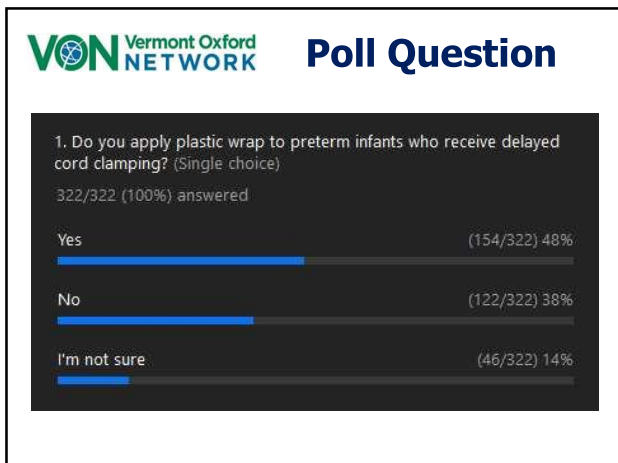 VON Vermont Oxford
NETWORK
Poll Question
1. Do you apply plastic wrap to preterm infants who receive delayed
cord clamping? (Single choice)
322/322 (100%) answered
Yes (154/322) 48%
No (122/322) 38%
I'm not sure (46/322) 14%